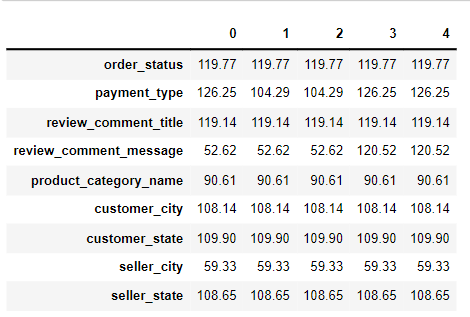 0 1 2 3 4
order_status 119.77 119.77 119.77 119.77 119.77
payment_type 126.25 104.29 104.29 126.25 126.25
review_comment_title 119.14 119.14 119.14 119.14 119.14
review_comment_message 52.62 52.62 52.62 120.52 120.52
product_category_name 90.61 90.61 90.61 90.61 90.61
customer_city 108.14 108.14 108.14 108.14 108.14
customer_state 109.90 109.90 109.90 109.90 109.90
seller_city 59.33 59.33 59.33 59.33 59.33
seller_state 108.65 108.65 108.65 108.65 108.65